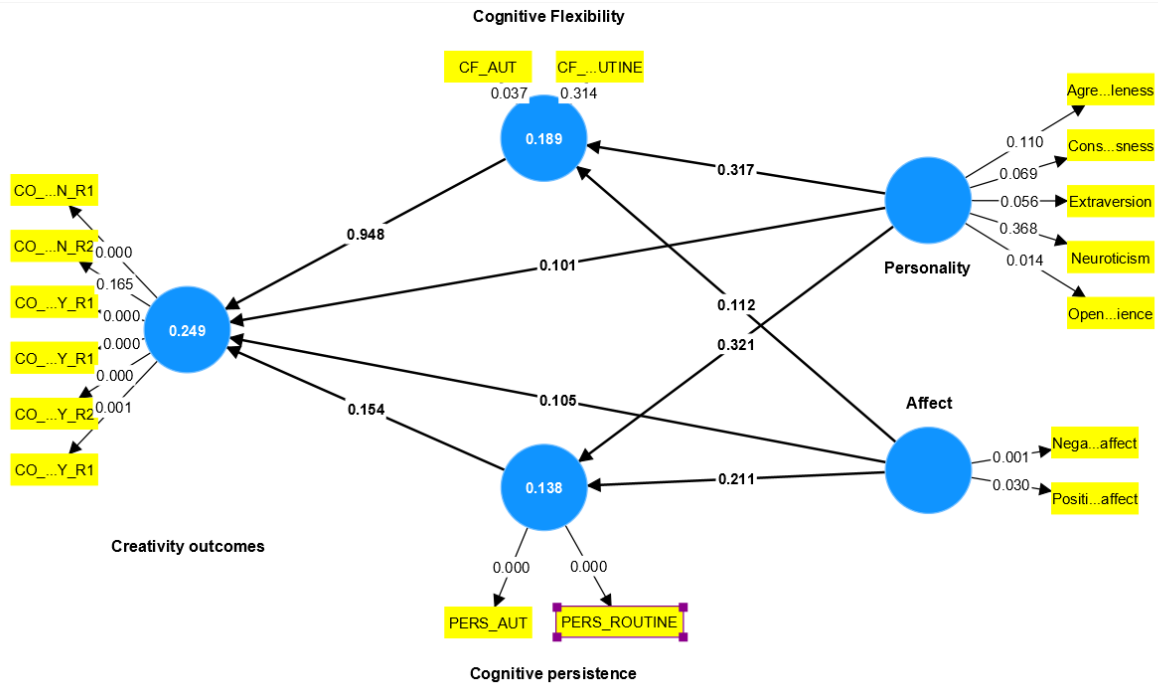 Cognitive Flexibility
CF_AUT
CF_...UTINE
0.037
0.314
0.189
Agre...leness
0.110
Cons...sness
0.069
Extraversion
0.056
Neuroticism
0.368
Open...ience
0.014
Personality
0.317
0.101
0.321
0.112
0.105
0.211
Affect
Nega...affect
0.001
Positi...affect
0.030
CO_...N_R1
0.000
CO_...N_R2
0.165
CO_...Y_R1
0.000
CO_...Y_R1
0.000
CO_...Y_R2
0.000
CO_...Y_R1
0.001
0.249
0.948
0.154
0.138
Creativity outcomes
0.000
0.000
PERS_AUT
PERS_ROUTINE
Cognitive persistence